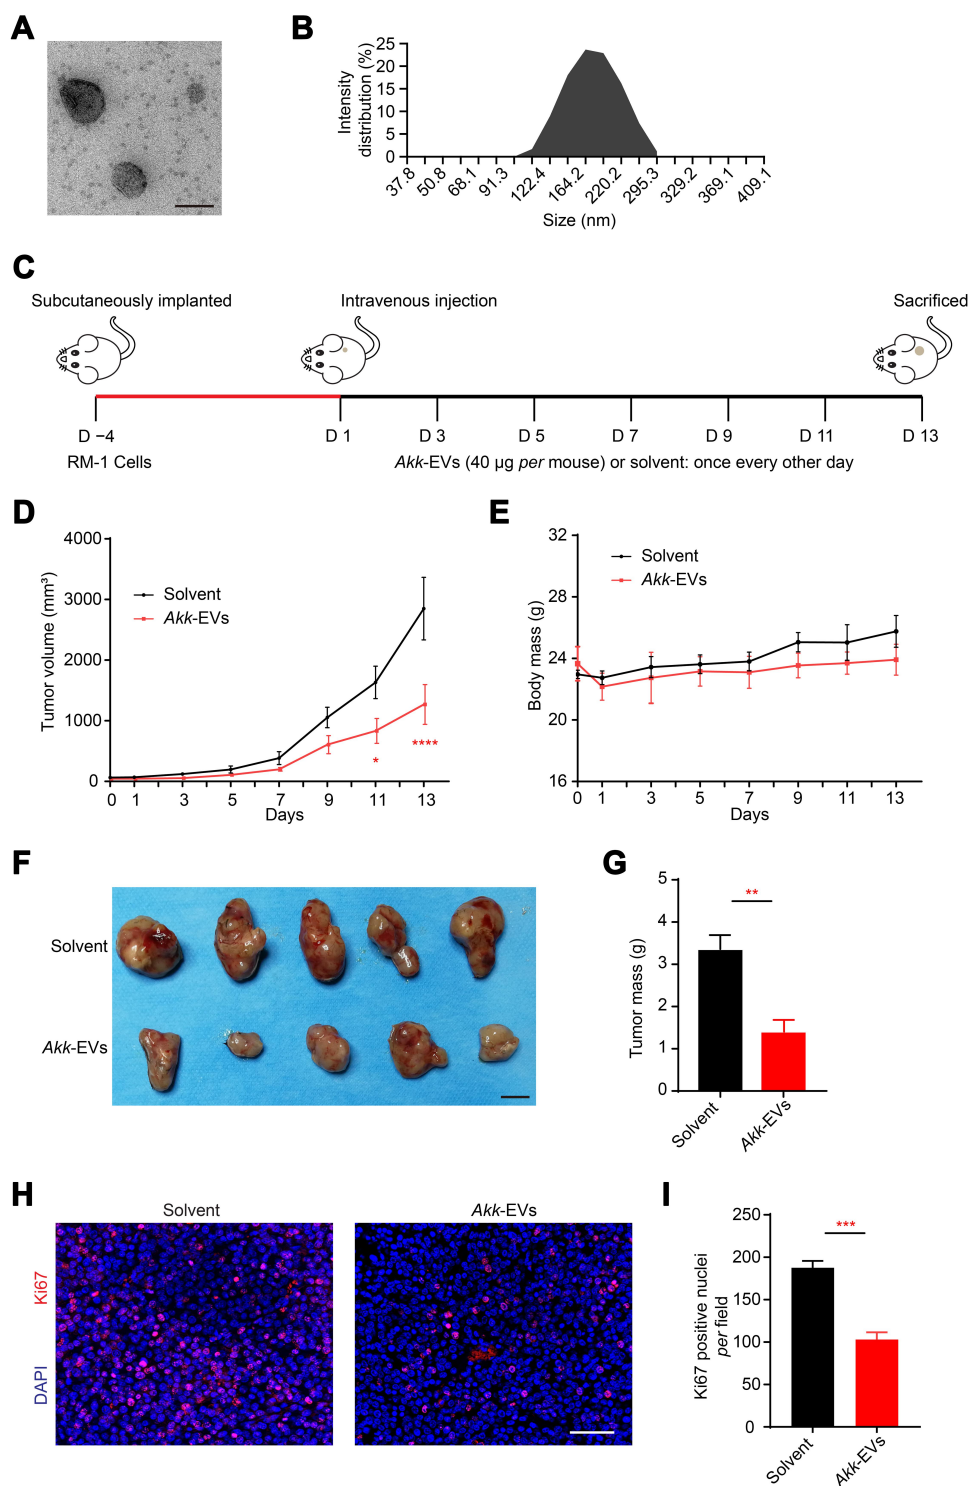 A
B
25
20
15
10
5
0
Intensity
distribution (%)
37.8
50.8
68.1
91.3
122.4
164.2
220.2
295.3
329.2
369.1
409.1
Size (nm)
C
Subcutaneously implanted
Intravenous injection
Sacrificed
D −4
D 1
D 3
D 5
D 7
D 9
D 11
D 13
RM-1 Cells
Akk-EVs (40 µg per mouse) or solvent: once every other day
D
4000
3000
2000
1000
0
Tumor volume (mm³)
Solvent
Akk-EVs
*
****
0 1 3 5 7 9 11 13
Days
E
32
28
24
20
16
Body mass (g)
Solvent
Akk-EVs
0 1 3 5 7 9 11 13
Days
F
Solvent
Akk-EVs
G
5
4
3
2
1
0
Tumor mass (g)
**
Solvent
Akk-EVs
H
Solvent
Akk-EVs
Ki67
DAPI
I
250
200
150
100
50
0
Ki67 positive nuclei
per field
***
Solvent
Akk-EVs